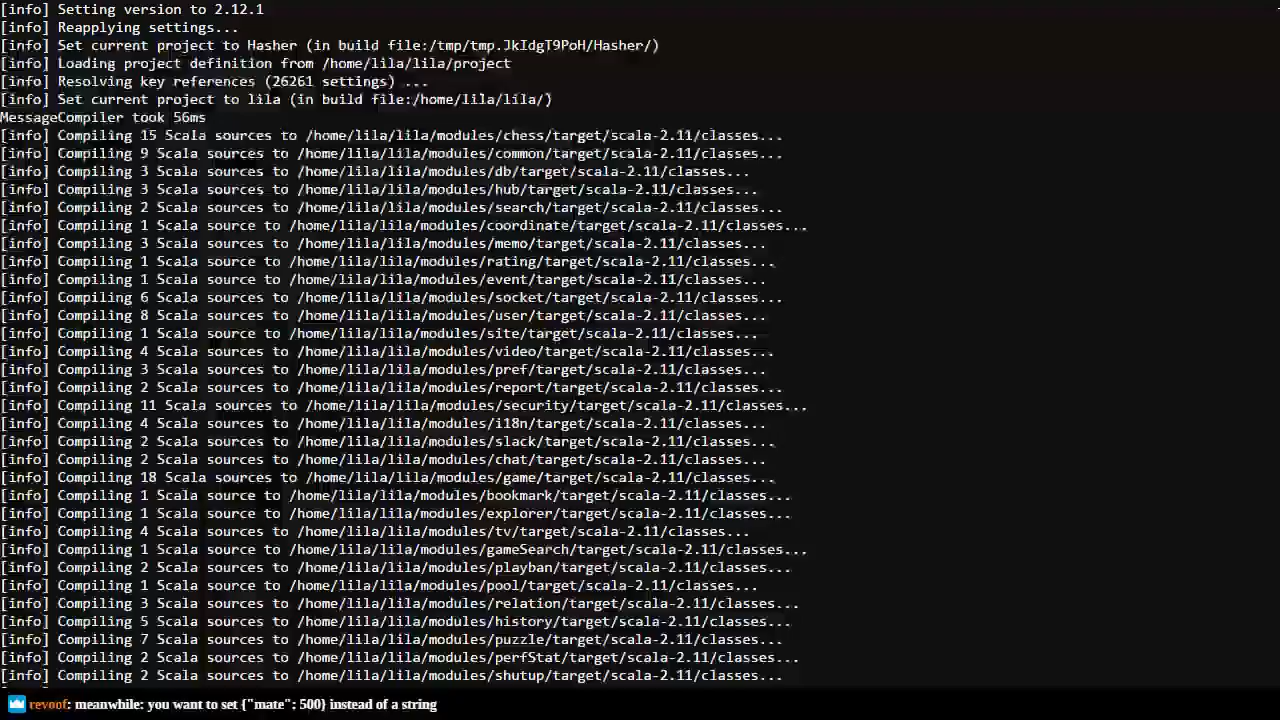 [info] Setting version to 2.12.1
[info] Reapplying settings...
[info] Set current project to Hasher (in build file:/tmp/tmp.JkIdgT9PoH/Hasher/)
[info] Loading project definition from /home/lila/lila/project
[info] Resolving key references (26261 settings) ...
[info] Set current project to lila (in build file:/home/lila/lila/)
MessageCompiler took 56ms
[info] Compiling 15 Scala sources to /home/lila/lila/modules/chess/target/scala-2.11/classes...
[info] Compiling 9 Scala sources to /home/lila/lila/modules/common/target/scala-2.11/classes...
[info] Compiling 3 Scala sources to /home/lila/lila/modules/db/target/scala-2.11/classes...
[info] Compiling 3 Scala sources to /home/lila/lila/modules/hub/target/scala-2.11/classes...
[info] Compiling 2 Scala sources to /home/lila/lila/modules/search/target/scala-2.11/classes...
[info] Compiling 1 Scala source to /home/lila/lila/modules/coordinate/target/scala-2.11/classes...
[info] Compiling 3 Scala sources to /home/lila/lila/modules/memo/target/scala-2.11/classes...
[info] Compiling 1 Scala source to /home/lila/lila/modules/rating/target/scala-2.11/classes...
[info] Compiling 1 Scala source to /home/lila/lila/modules/event/target/scala-2.11/classes...
[info] Compiling 6 Scala sources to /home/lila/lila/modules/socket/target/scala-2.11/classes...
[info] Compiling 8 Scala sources to /home/lila/lila/modules/user/target/scala-2.11/classes...
[info] Compiling 1 Scala source to /home/lila/lila/modules/site/target/scala-2.11/classes...
[info] Compiling 4 Scala sources to /home/lila/lila/modules/video/target/scala-2.11/classes...
[info] Compiling 3 Scala sources to /home/lila/lila/modules/pref/target/scala-2.11/classes...
[info] Compiling 2 Scala sources to /home/lila/lila/modules/report/target/scala-2.11/classes...
[info] Compiling 11 Scala sources to /home/lila/lila/modules/security/target/scala-2.11/classes...
[info] Compiling 4 Scala sources to /home/lila/lila/modules/i18n/target/scala-2.11/classes...
[info] Compiling 2 Scala sources to /home/lila/lila/modules/slack/target/scala-2.11/classes...
[info] Compiling 2 Scala sources to /home/lila/lila/modules/chat/target/scala-2.11/classes...
[info] Compiling 18 Scala sources to /home/lila/lila/modules/game/target/scala-2.11/classes...
[info] Compiling 1 Scala source to /home/lila/lila/modules/bookmark/target/scala-2.11/classes...
[info] Compiling 1 Scala source to /home/lila/lila/modules/explorer/target/scala-2.11/classes...
[info] Compiling 4 Scala sources to /home/lila/lila/modules/tv/target/scala-2.11/classes...
[info] Compiling 1 Scala source to /home/lila/lila/modules/gameSearch/target/scala-2.11/classes...
[info] Compiling 2 Scala sources to /home/lila/lila/modules/playban/target/scala-2.11/classes...
[info] Compiling 1 Scala source to /home/lila/lila/modules/pool/target/scala-2.11/classes...
[info] Compiling 3 Scala sources to /home/lila/lila/modules/relation/target/scala-2.11/classes...
[info] Compiling 5 Scala sources to /home/lila/lila/modules/history/target/scala-2.11/classes...
[info] Compiling 7 Scala sources to /home/lila/lila/modules/puzzle/target/scala-2.11/classes...
[info] Compiling 2 Scala sources to /home/lila/lila/modules/perfStat/target/scala-2.11/classes...
[info] Compiling 2 Scala sources to /home/lila/lila/modules/shutup/target/scala-2.11/classes...
revoof: meanwhile: you want to set {"mate": 500} instead of a string